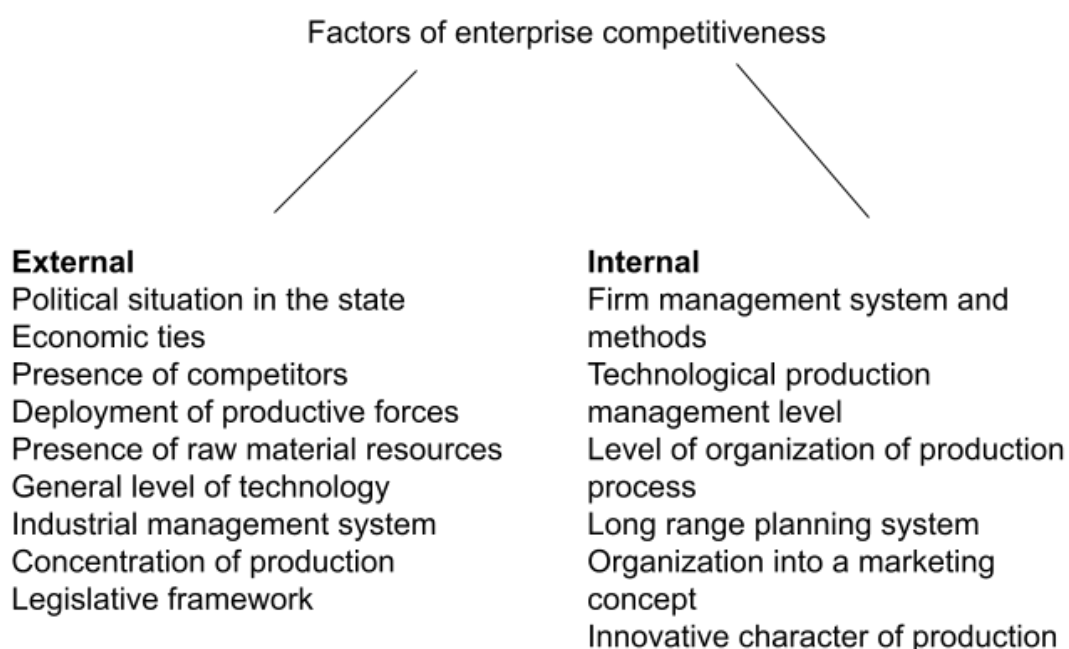 Factors of enterprise competitiveness
External
Political situation in the state
Economic ties
Presence of competitors
Deployment of productive forces
Presence of raw material resources
General level of technology
Industrial management system
Concentration of production
Legislative framework
Internal
Firm management system and
methods
Technological production
management level
Level of organization of production
process
Long range planning system
Organization into a marketing
concept
Innovative character of production